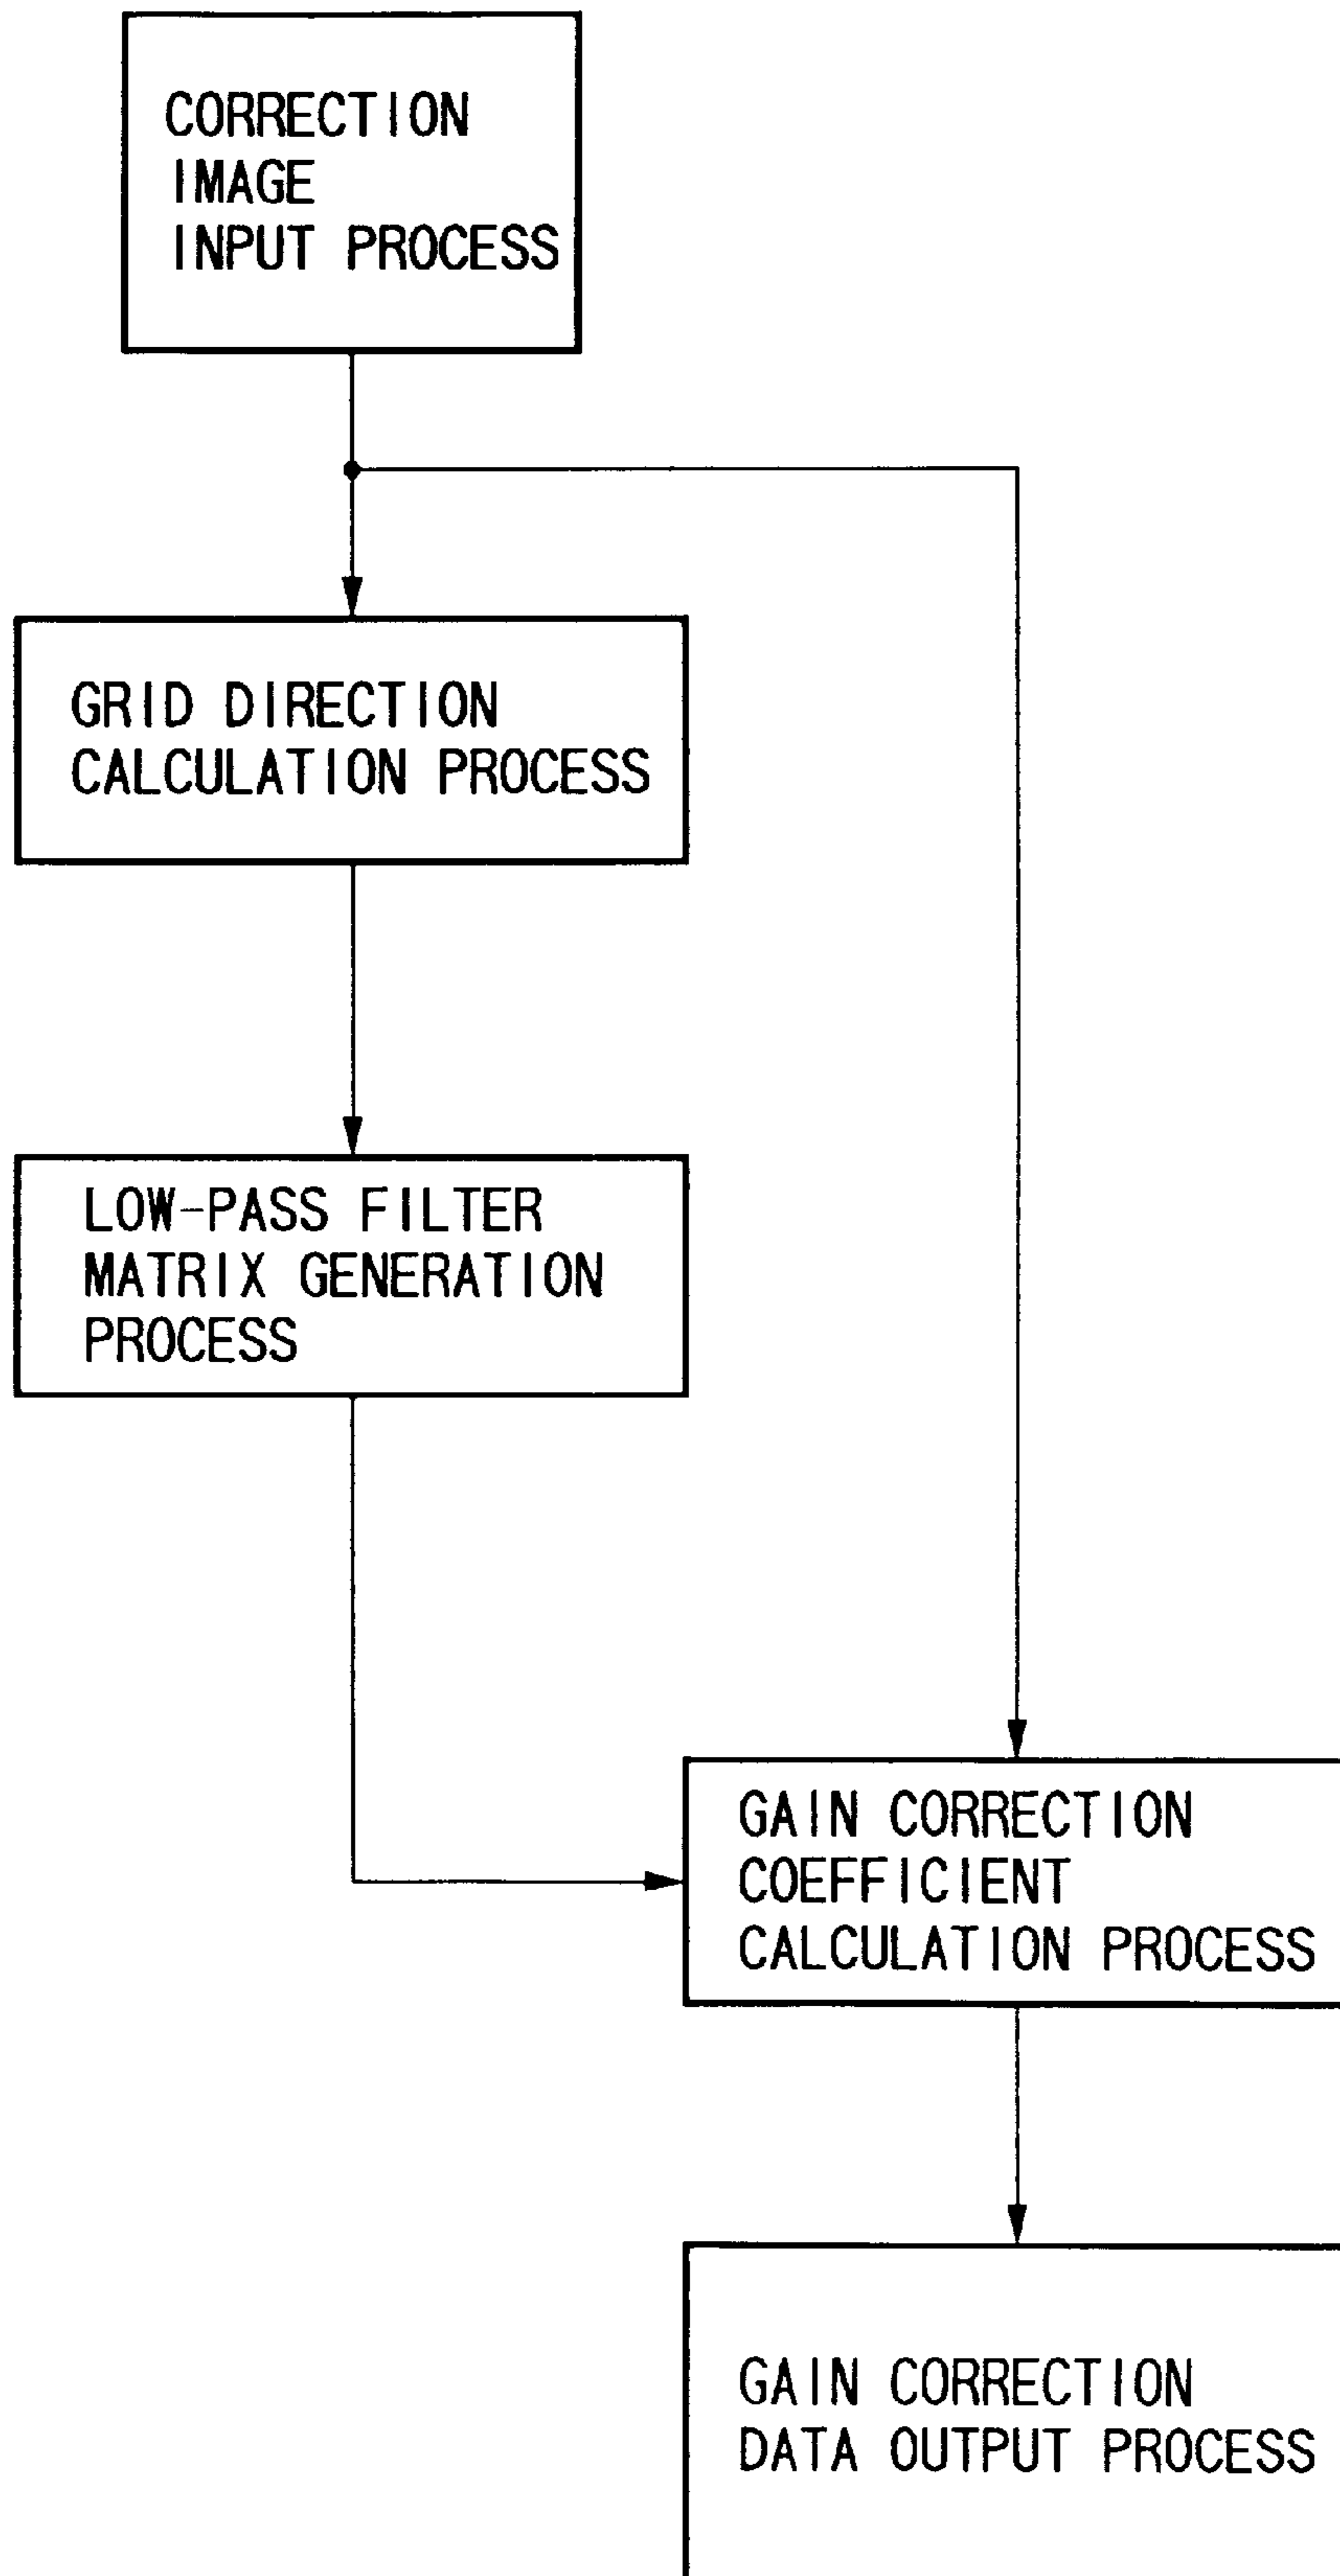 CORRECTION
IMAGE
INPUT PROCESS
GRID DIRECTION
CALCULATION PROCESS
LOW-PASS FILTER
MATRIX GENERATION
PROCESS
GAIN CORRECTION
COEFFICIENT
CALCULATION PROCESS
GAIN CORRECTION
DATA OUTPUT PROCESS